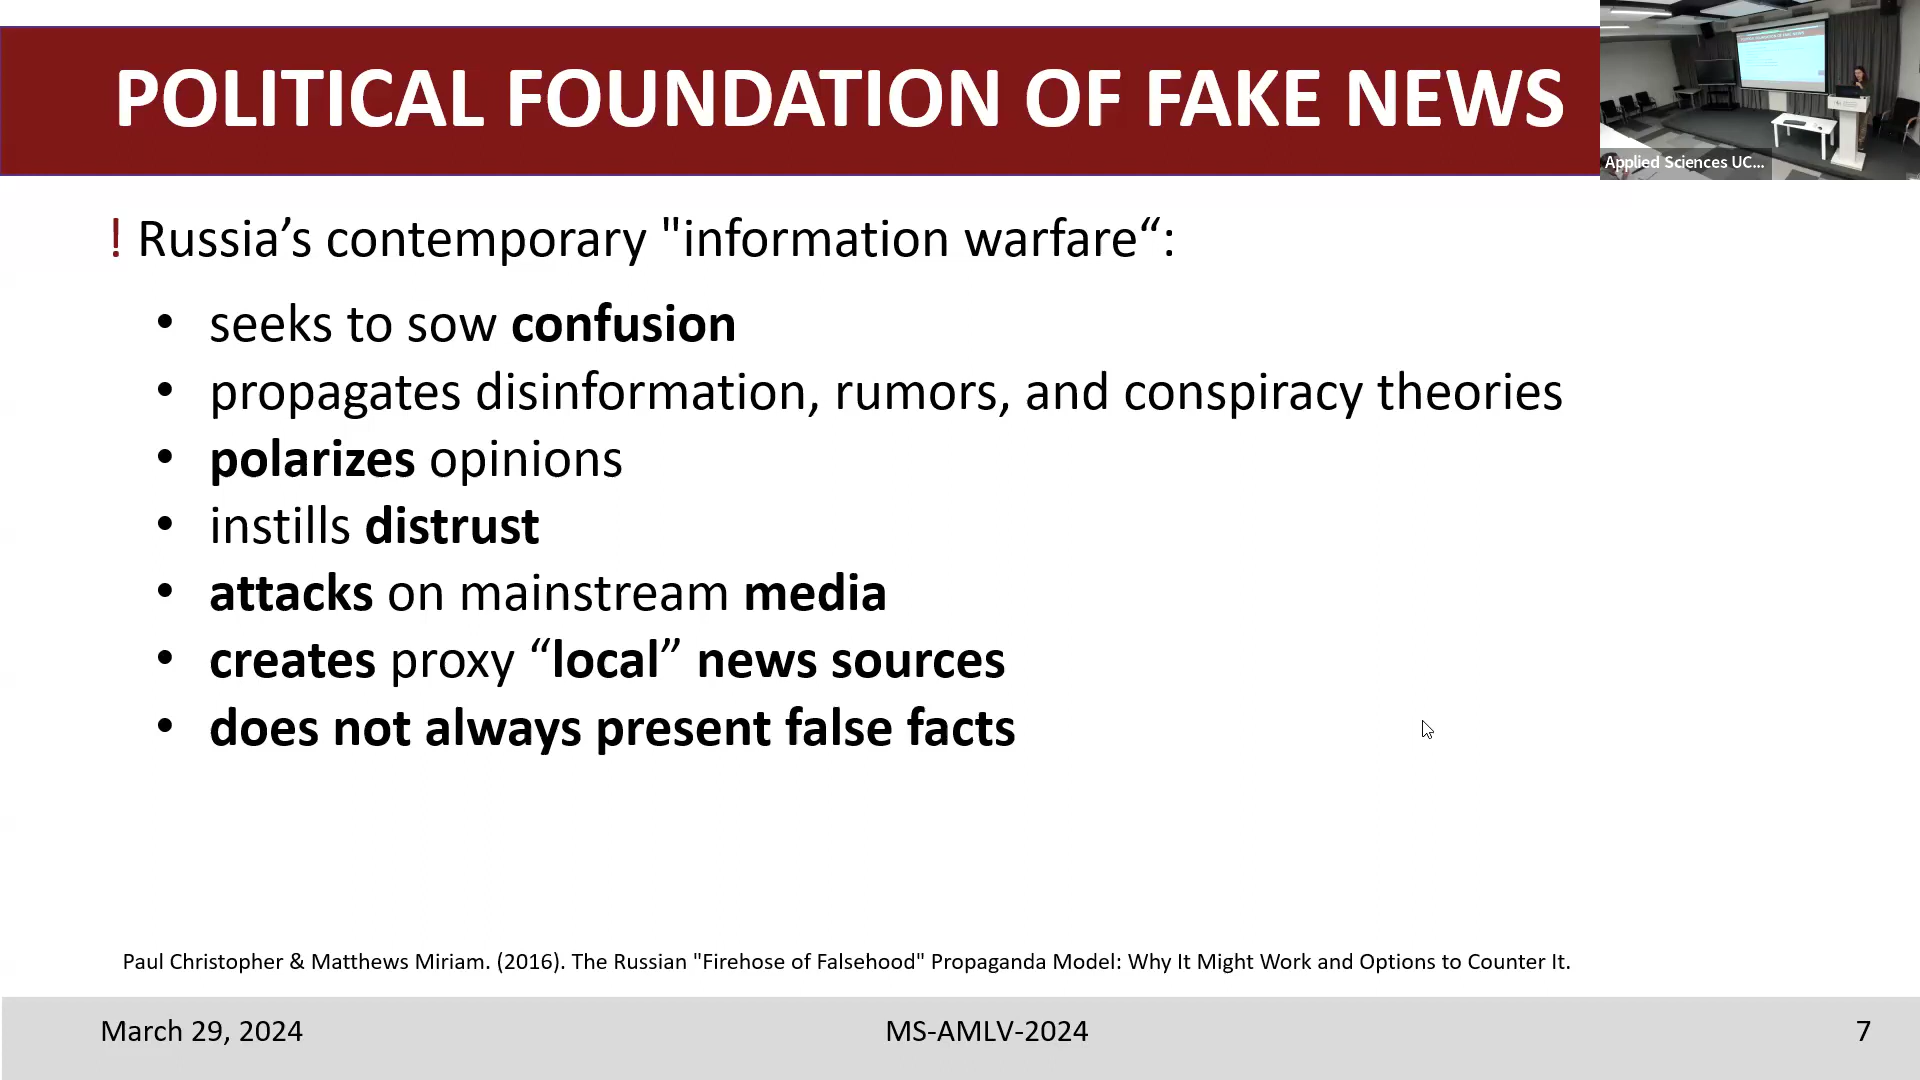 POLITICAL FOUNDATION OF FAKE NEWS
Applied Sciences UC...
! Russia’s contemporary "information warfare“:
• seeks to sow confusion
• propagates disinformation, rumors, and conspiracy theories
• polarizes opinions
• instills distrust
• attacks on mainstream media
• creates proxy “local” news sources
• does not always present false facts
Paul Christopher & Matthews Miriam. (2016). The Russian "Firehose of Falsehood" Propaganda Model: Why It Might Work and Options to Counter It.
March 29, 2024
MS-AMLV-2024
7